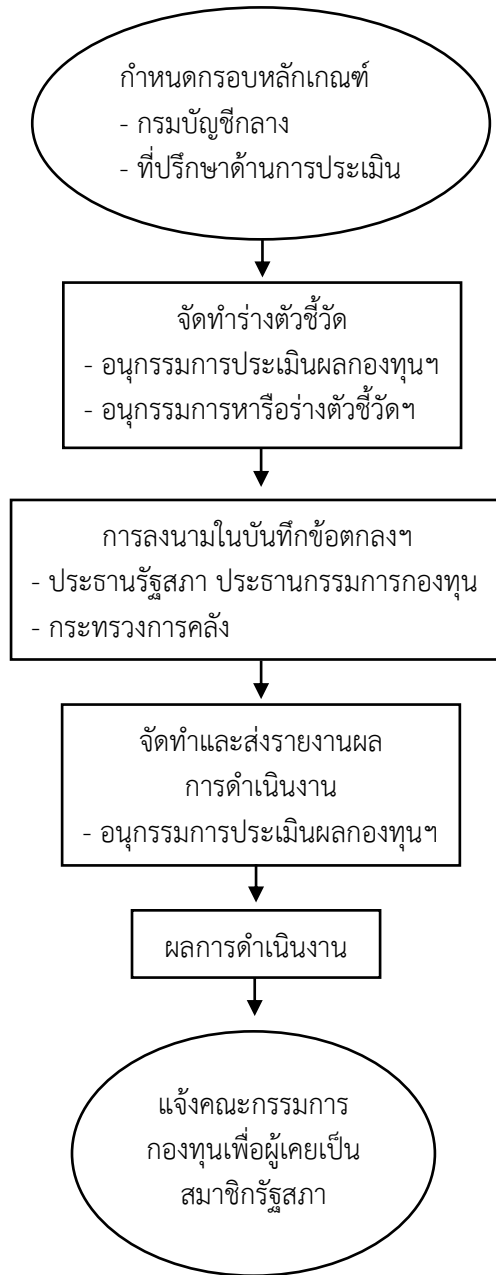 กำหนดกรอบหลักเกณฑ์
- กรมบัญชีกลาง
- ที่ปรึกษาด้านการประเมิน
จัดทำร่างตัวชี้วัด
- อนุกรรมการประเมินผลกองทุนฯ
- อนุกรรมการหารือร่างตัวชี้วัดฯ
การลงนามในบันทึกข้อตกลงฯ
- ประธานรัฐสภา ประธานกรรมการกองทุน
- กระทรวงการคลัง
จัดทำและส่งรายงานผล
การดำเนินงาน
- อนุกรรมการประเมินผลกองทุนฯ
ผลการดำเนินงาน
แจ้งคณะกรรมการ
กองทุนเพื่อผู้เคยเป็น
สมาชิกรัฐสภา